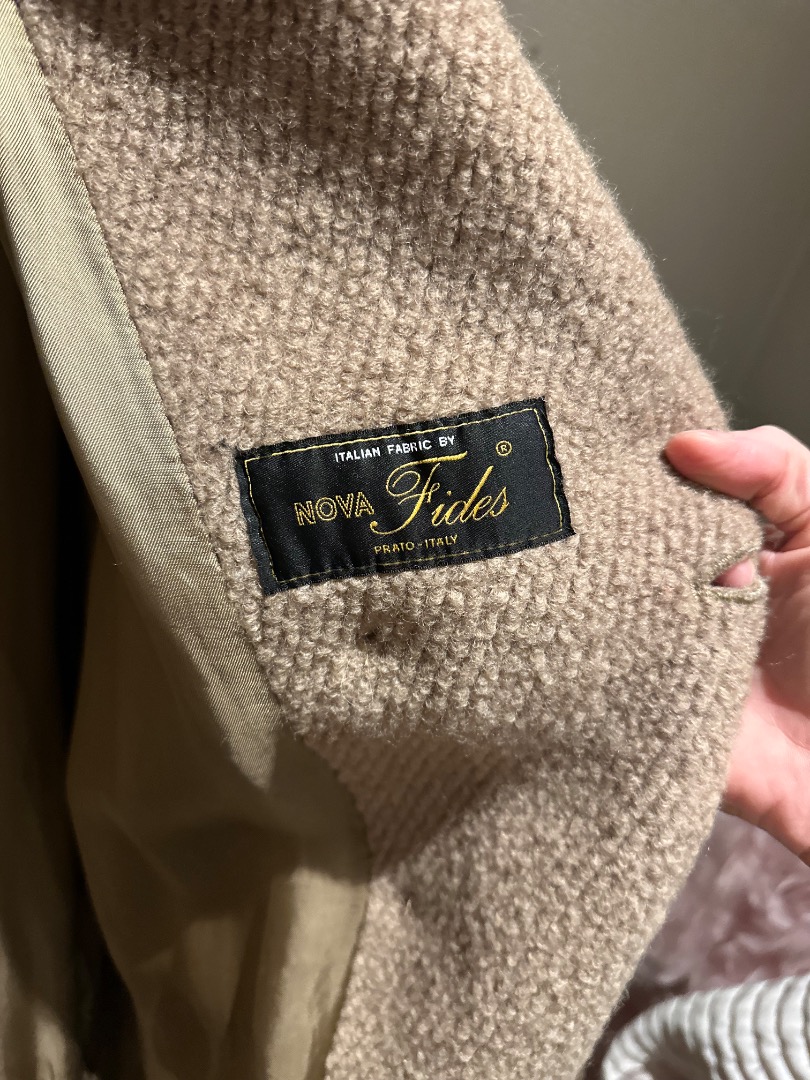 ITALIAN FABRIC BY
NOVA Fides ®
PRATO - ITALY